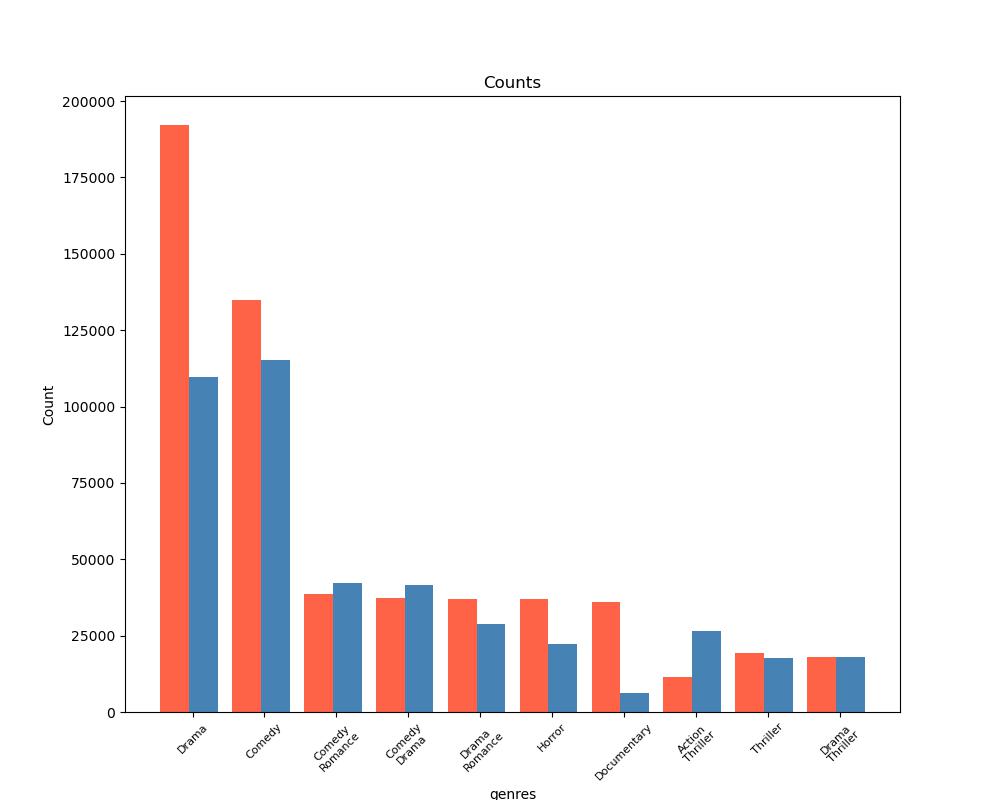 Counts
200000
175000
150000
125000
100000
75000
50000
25000
0
Count
Drama
Comedy
Comedy
Romance
Comedy
Drama
Drama
Romance
Horror
Documentary
Action
Thriller
Thriller
Drama
Thriller
genres